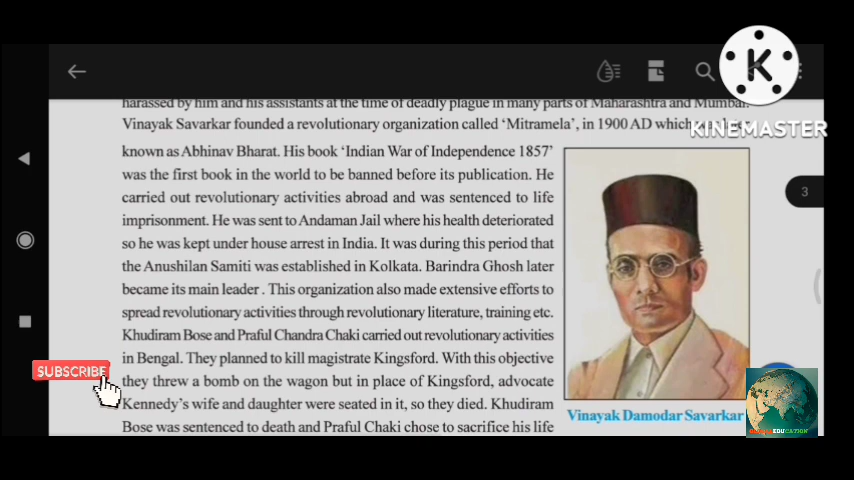 harassed by him and his assistants at the time of deadly plague in many parts of Maharashtra and Mumbai.
Vinayak Savarkar founded a revolutionary organization called 'Mitramela', in 1900 AD which
KINEMASTER
known as Abhinav Bharat. His book 'Indian War of Independence 1857'
was the first book in the world to be banned before its publication. He
carried out revolutionary activities abroad and was sentenced to life
imprisonment. He was sent to Andaman Jail where his health deteriorated
so he was kept under house arrest in India. It was during this period that
the Anushilan Samiti was established in Kolkata. Barindra Ghosh later
became its main leader . This organization also made extensive efforts to
spread revolutionary activities through revolutionary literature, training etc.
Khudiram Bose and Praful Chandra Chaki carried out revolutionary activities
in Bengal. They planned to kill magistrate Kingsford. With this objective
they threw a bomb on the wagon but in place of Kingsford, advocate
Kennedy's wife and daughter were seated in it, so they died. Khudiram
Bose was sentenced to death and Praful Chaki chose to sacrifice his life
Vinayak Damodar Savarkar
3
K
SUBSCRIBE
EDUCATION